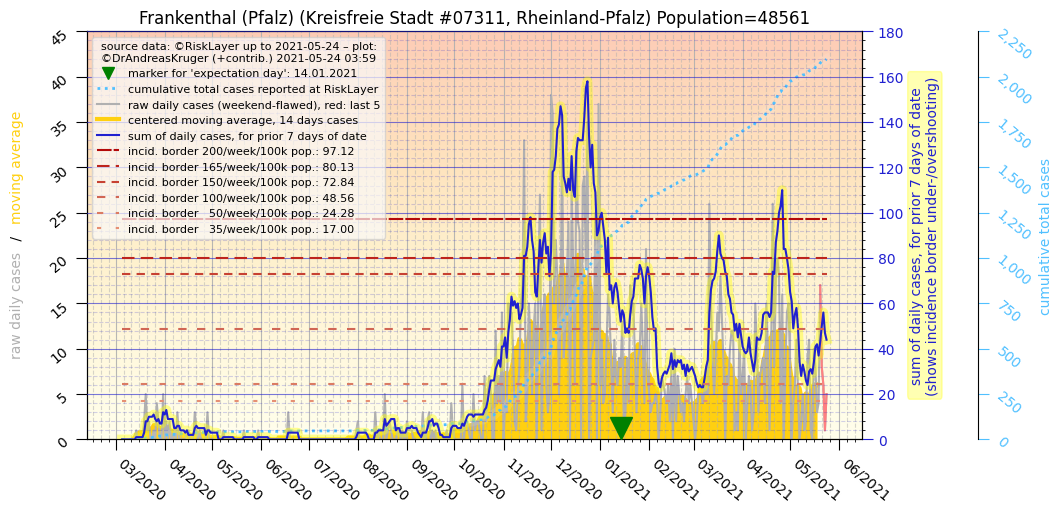 Frankenthal (Pfalz) (Kreisfreie Stadt #07311, Rheinland-Pfalz) Population=48561
source data: ©RiskLayer up to 2021-05-24 – plot:
©DrAndreasKruger (+contrib.) 2021-05-24 03:59
marker for 'expectation day': 14.01.2021
cumulative total cases reported at RiskLayer
raw daily cases (weekend-flawed), red: last 5
centered moving average, 14 days cases
sum of daily cases, for prior 7 days of date
incid. border 200/week/100k pop.: 97.12
incid. border 165/week/100k pop.: 80.13
incid. border 150/week/100k pop.: 72.84
incid. border 100/week/100k pop.: 48.56
incid. border   50/week/100k pop.: 24.28
incid. border   35/week/100k pop.: 17.00
raw daily cases / moving average
45
40
35
30
25
20
15
10
5
0
03/2020
04/2020
05/2020
06/2020
07/2020
08/2020
09/2020
10/2020
11/2020
12/2020
01/2021
02/2021
03/2021
04/2021
05/2021
06/2021
180
160
140
120
100
80
60
40
20
0
sum of daily cases, for prior 7 days of date
(shows incidence border under-/overshooting)
2,250
2,000
1,750
1,500
1,250
1,000
750
500
250
0
cumulative total cases